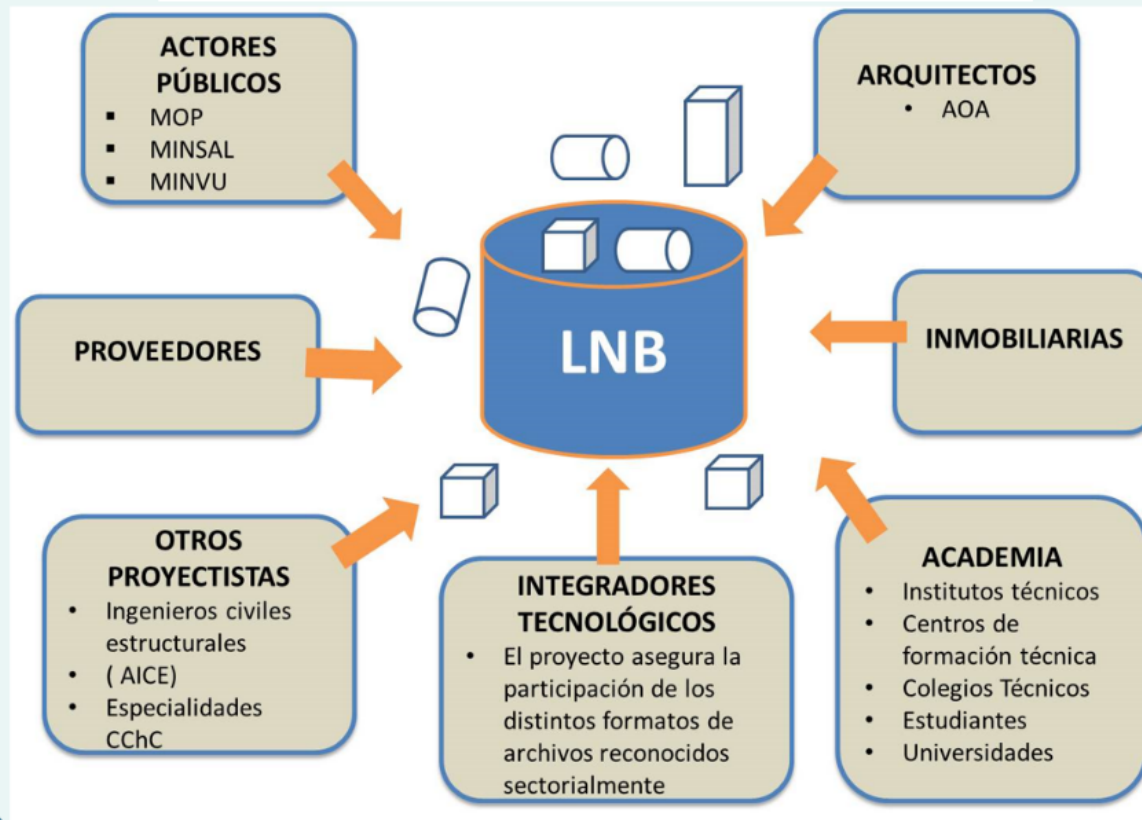 ACTORES
PÚBLICOS
▪ MOP
▪ MINSAL
▪ MINVU
ARQUITECTOS
• AOA
PROVEEDORES
LNB
INMOBILIARIAS
OTROS
PROYECTISTAS
• Ingenieros civiles
estructurales
• ( AICE)
• Especialidades
CChC
INTEGRADORES
TECNOLÓGICOS
• El proyecto asegura la
participación de los
distintos formatos de
archivos reconocidos
sectorialmente
ACADEMIA
• Institutos técnicos
• Centros de
formación técnica
• Colegios Técnicos
• Estudiantes
• Universidades